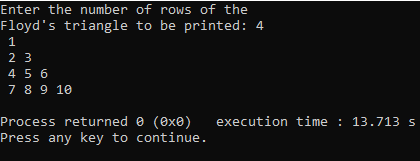 Enter the number of rows of the
Floyd's triangle to be printed: 4
 1
 2 3
 4 5 6
 7 8 9 10
Process returned 0 (0x0)   execution time : 13.713 s
Press any key to continue.